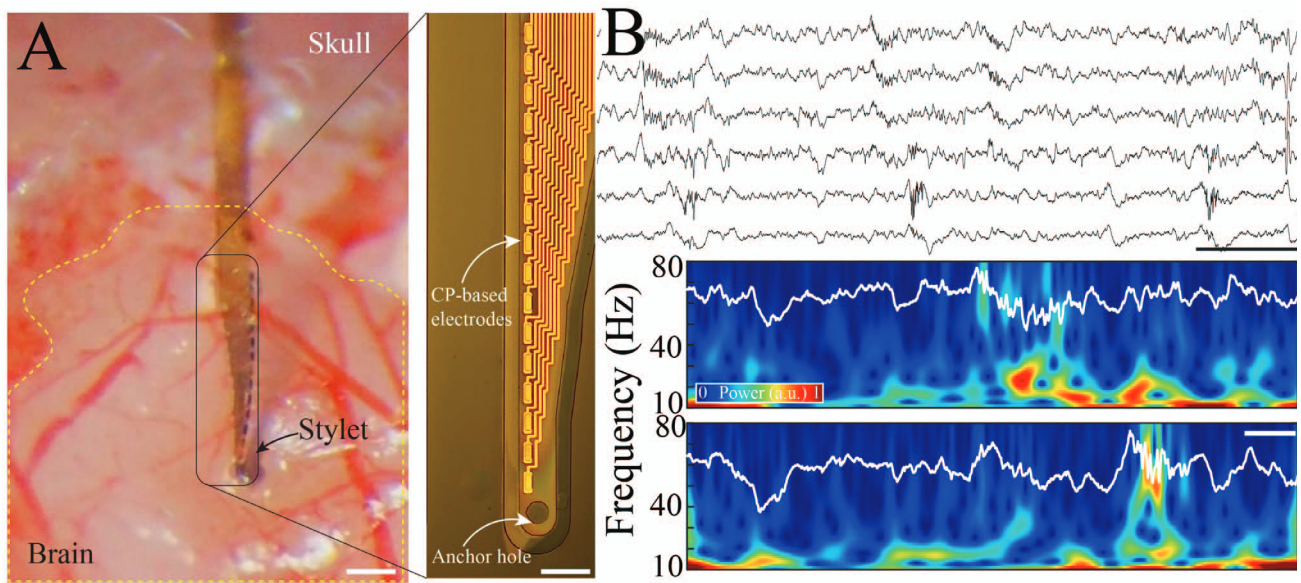 A
Skull
Stylet
Brain
CP-based
electrodes
Anchor hole
B
Frequency (Hz)
80
40
10
0 Power (a.u.) 1
80
40
10